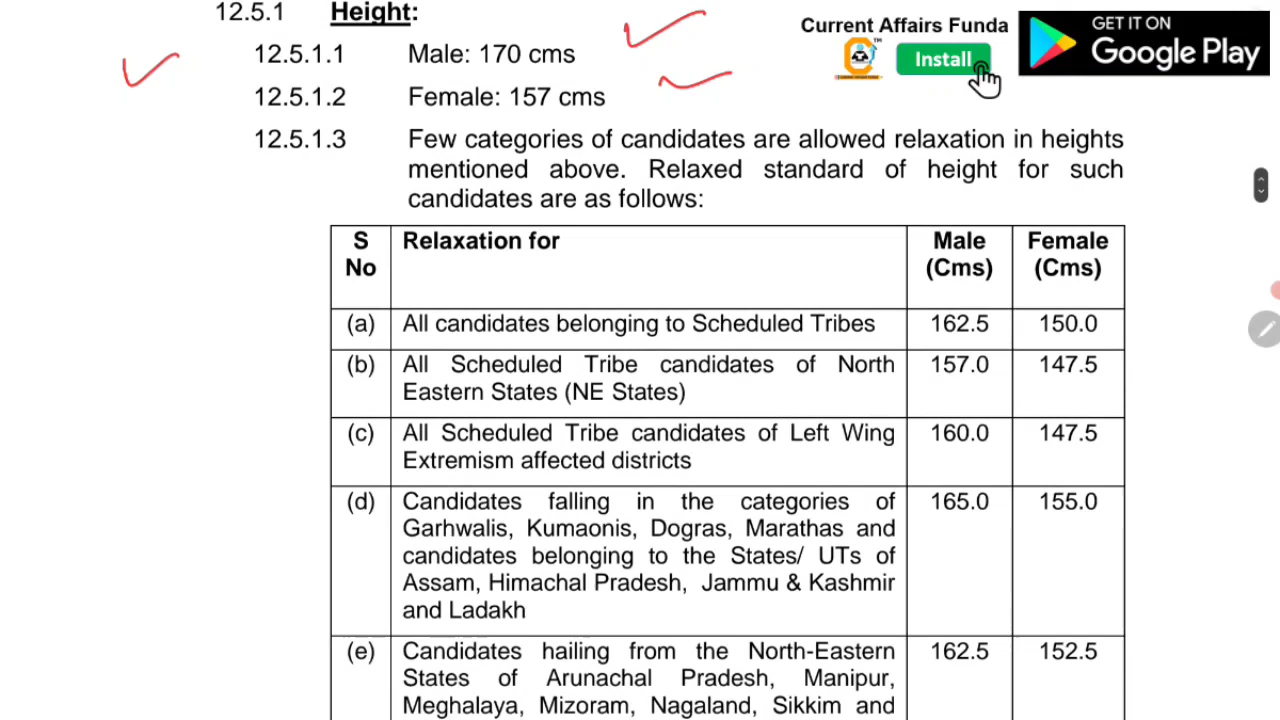 12.5.1 Height:
Current Affairs Funda
Install
GET IT ON
Google Play
12.5.1.1 Male: 170 cms
12.5.1.2 Female: 157 cms
12.5.1.3 Few categories of candidates are allowed relaxation in heights
mentioned above. Relaxed standard of height for such
candidates are as follows:
S No Relaxation for Male (Cms) Female (Cms)
(a) All candidates belonging to Scheduled Tribes 162.5 150.0
(b) All Scheduled Tribe candidates of North 157.0 147.5
Eastern States (NE States)
(c) All Scheduled Tribe candidates of Left Wing 160.0 147.5
Extremism affected districts
(d) Candidates falling in the categories of 165.0 155.0
Garhwalis, Kumaonis, Dogras, Marathas and
candidates belonging to the States/ UTs of
Assam, Himachal Pradesh, Jammu & Kashmir
and Ladakh
(e) Candidates hailing from the North-Eastern 162.5 152.5
States of Arunachal Pradesh, Manipur,
Meghalaya, Mizoram, Nagaland, Sikkim and